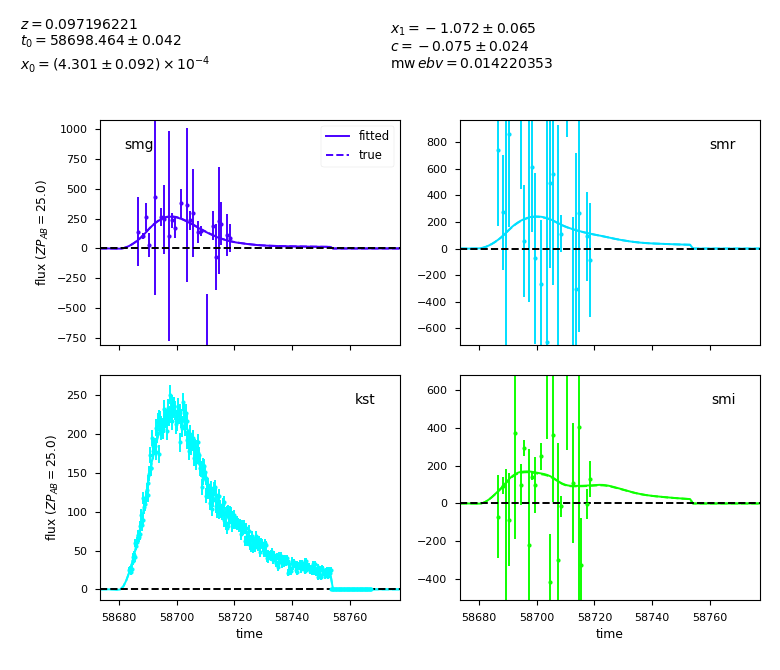 z = 0.097196221
t₀ = 58698.464 ± 0.042
x₀ = (4.301 ± 0.092) × 10⁻⁴
x₁ = −1.072 ± 0.065
c = −0.075 ± 0.024
mw ebv = 0.014220353
smg
fitted
true
1000
750
500
250
0
−250
−500
−750
flux (ZP_AB = 25.0)
smr
800
600
400
200
0
−200
−400
−600
kst
250
200
150
100
50
0
flux (ZP_AB = 25.0)
58680 58700 58720 58740 58760
time
smi
600
400
200
0
−200
−400
58680 58700 58720 58740 58760
time